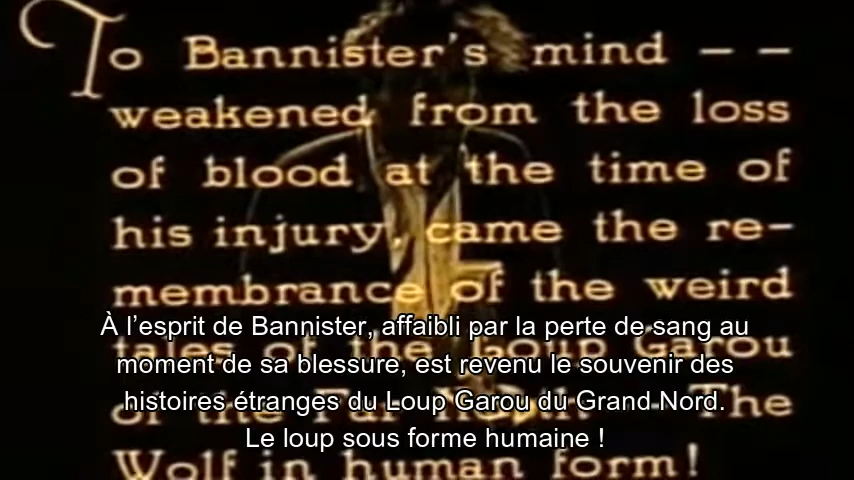 To Bannister's mind – –
weakened from the loss
of blood at the time of
his injury, came the re-
membrance of the weird
tales of the Loup Garou
of the Far North – The
Wolf in human form!
À l’esprit de Bannister, affaibli par la perte de sang au
moment de sa blessure, est revenu le souvenir des
histoires étranges du Loup Garou du Grand Nord.
Le loup sous forme humaine !